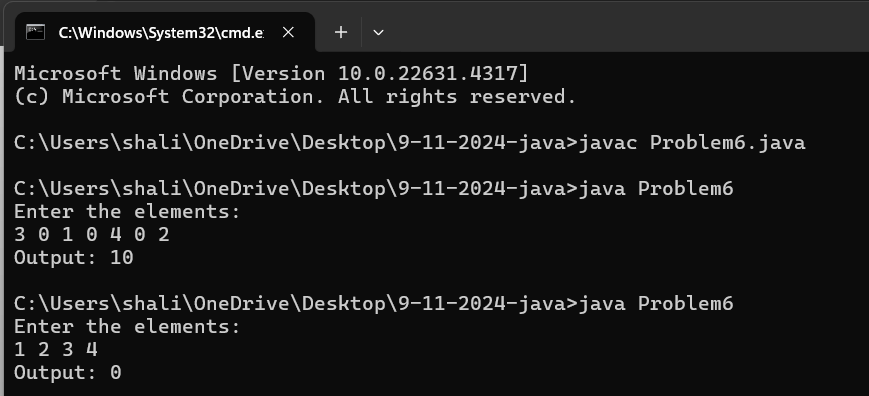 C:\Windows\System32\cmd.e
Microsoft Windows [Version 10.0.22631.4317]
(c) Microsoft Corporation. All rights reserved.
C:\Users\shali\OneDrive\Desktop\9-11-2024-java>javac Problem6.java
C:\Users\shali\OneDrive\Desktop\9-11-2024-java>java Problem6
Enter the elements:
3 0 1 0 4 0 2
Output: 10
C:\Users\shali\OneDrive\Desktop\9-11-2024-java>java Problem6
Enter the elements:
1 2 3 4
Output: 0